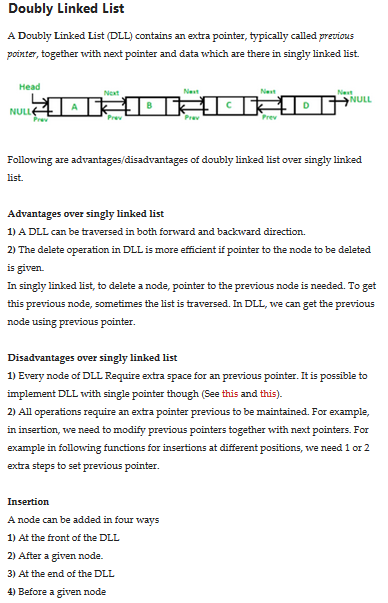 Doubly Linked List
A Doubly Linked List (DLL) contains an extra pointer, typically called previous
pointer, together with next pointer and data which are there in singly linked list.
Head
Next
Next
Next
Next
A
B
C
D
NULL
NULL
Prev
Prev
Prev
Prev
Following are advantages/disadvantages of doubly linked list over singly linked
list.
Advantages over singly linked list
1) A DLL can be traversed in both forward and backward direction.
2) The delete operation in DLL is more efficient if pointer to the node to be deleted
is given.
In singly linked list, to delete a node, pointer to the previous node is needed. To get
this previous node, sometimes the list is traversed. In DLL, we can get the previous
node using previous pointer.
Disadvantages over singly linked list
1) Every node of DLL Require extra space for an previous pointer. It is possible to
implement DLL with single pointer though (See this and this).
2) All operations require an extra pointer previous to be maintained. For example,
in insertion, we need to modify previous pointers together with next pointers. For
example in following functions for insertions at different positions, we need 1 or 2
extra steps to set previous pointer.
Insertion
A node can be added in four ways
1) At the front of the DLL
2) After a given node.
3) At the end of the DLL
4) Before a given node